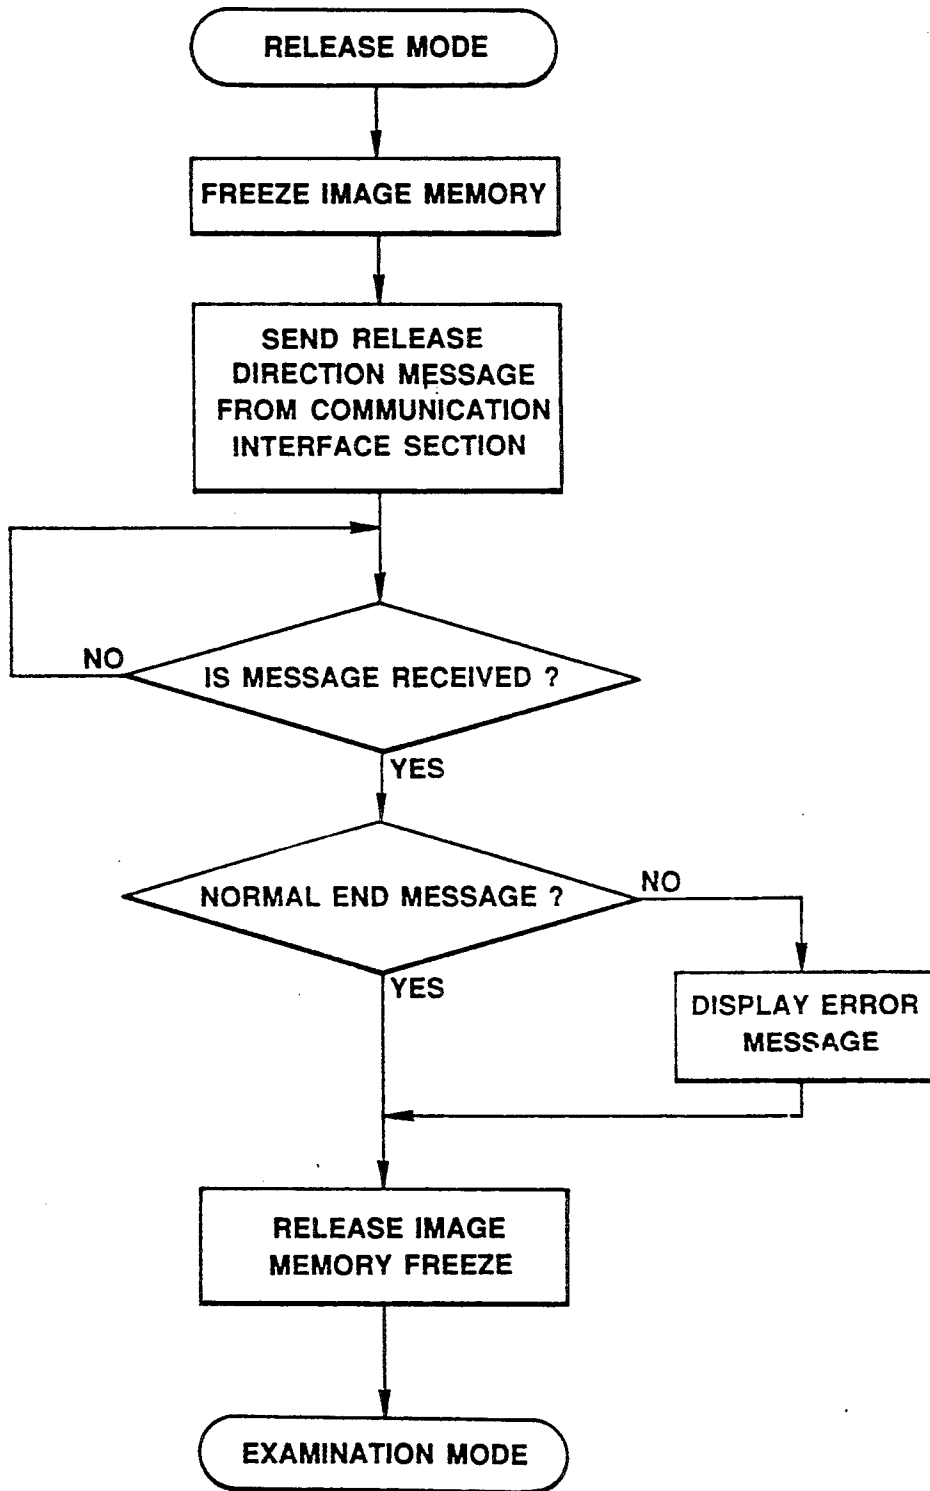 RELEASE MODE
FREEZE IMAGE MEMORY
SEND RELEASE
DIRECTION MESSAGE
FROM COMMUNICATION
INTERFACE SECTION
NO
IS MESSAGE RECEIVED ?
YES
NORMAL END MESSAGE ?
NO
YES
DISPLAY ERROR
MESSAGE
RELEASE IMAGE
MEMORY FREEZE
EXAMINATION MODE